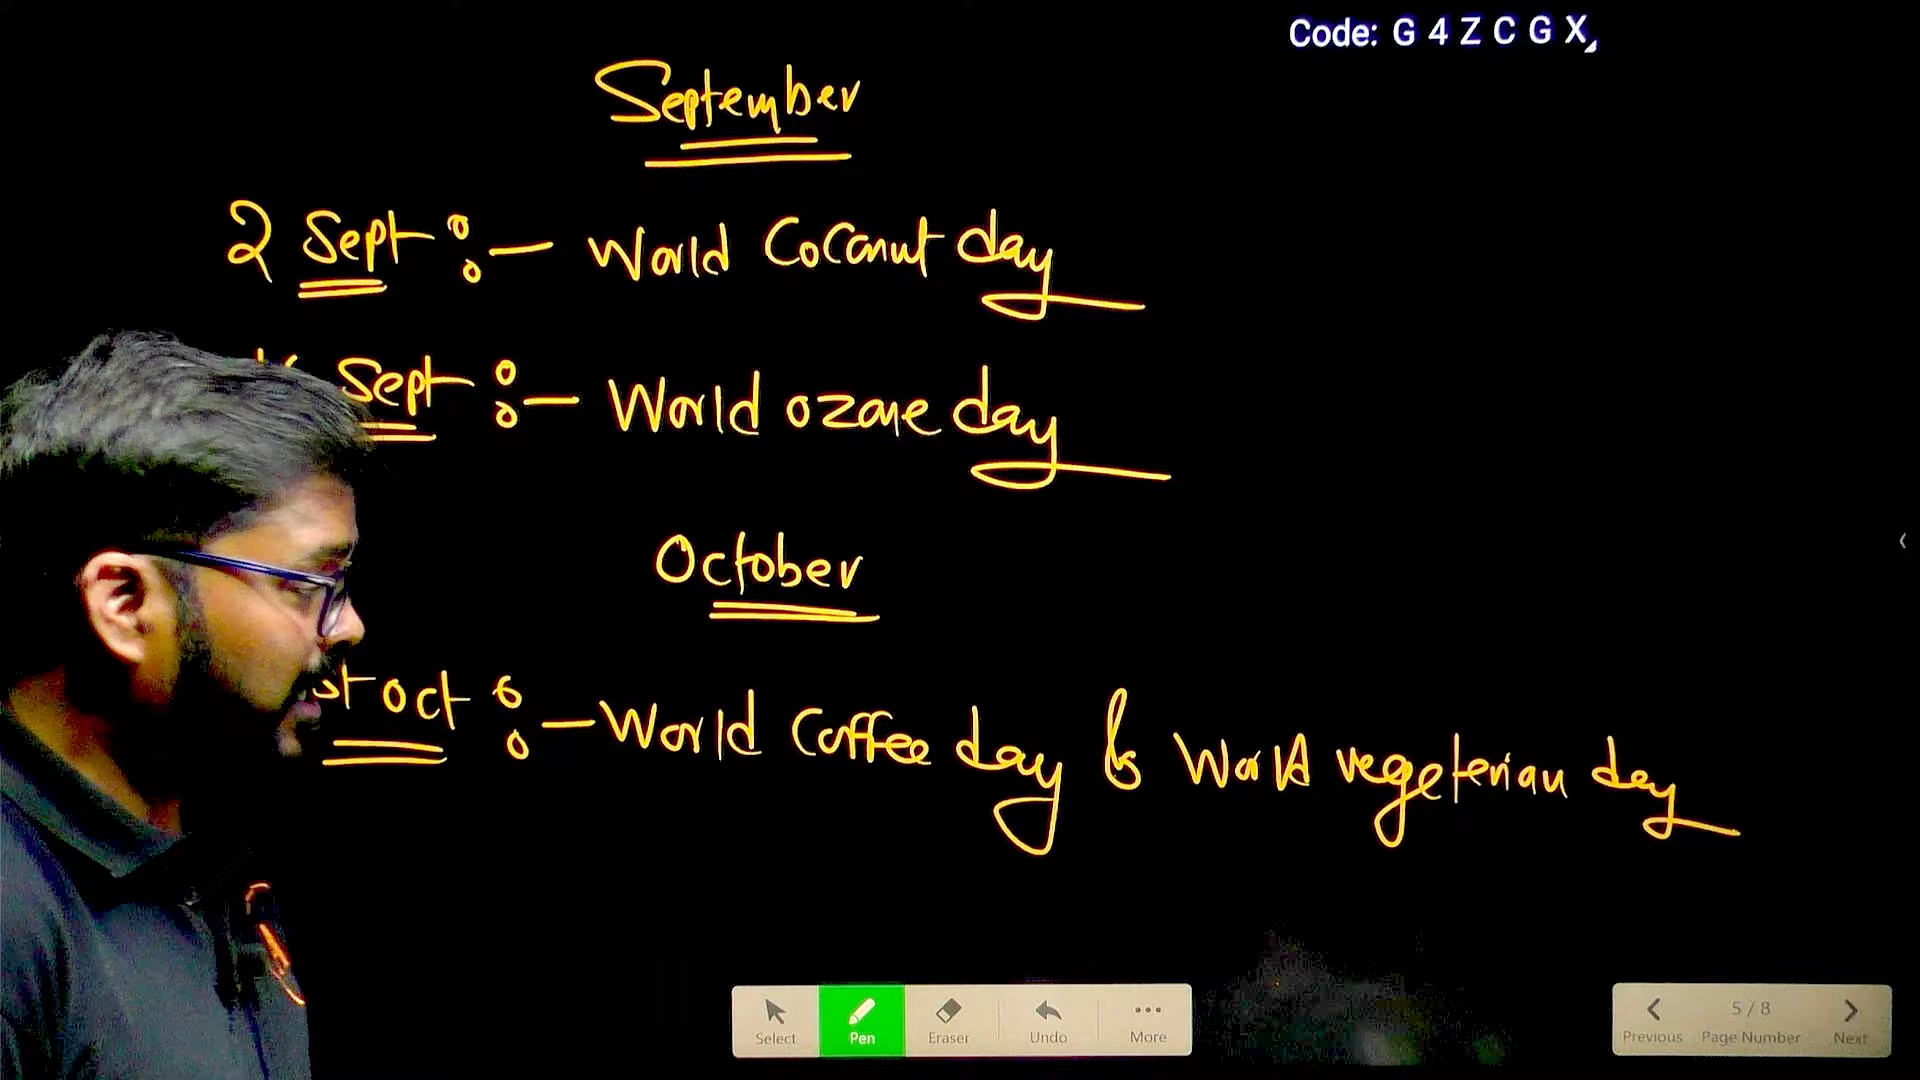 Code: G 4 Z C G X
September
2 Sept :- World Coconut day
Sept :- World ozone day
October
st oct :- World Coffee day & World vegeterian day
Select Pen Eraser Undo More
5 / 8
Previous Page Number Next